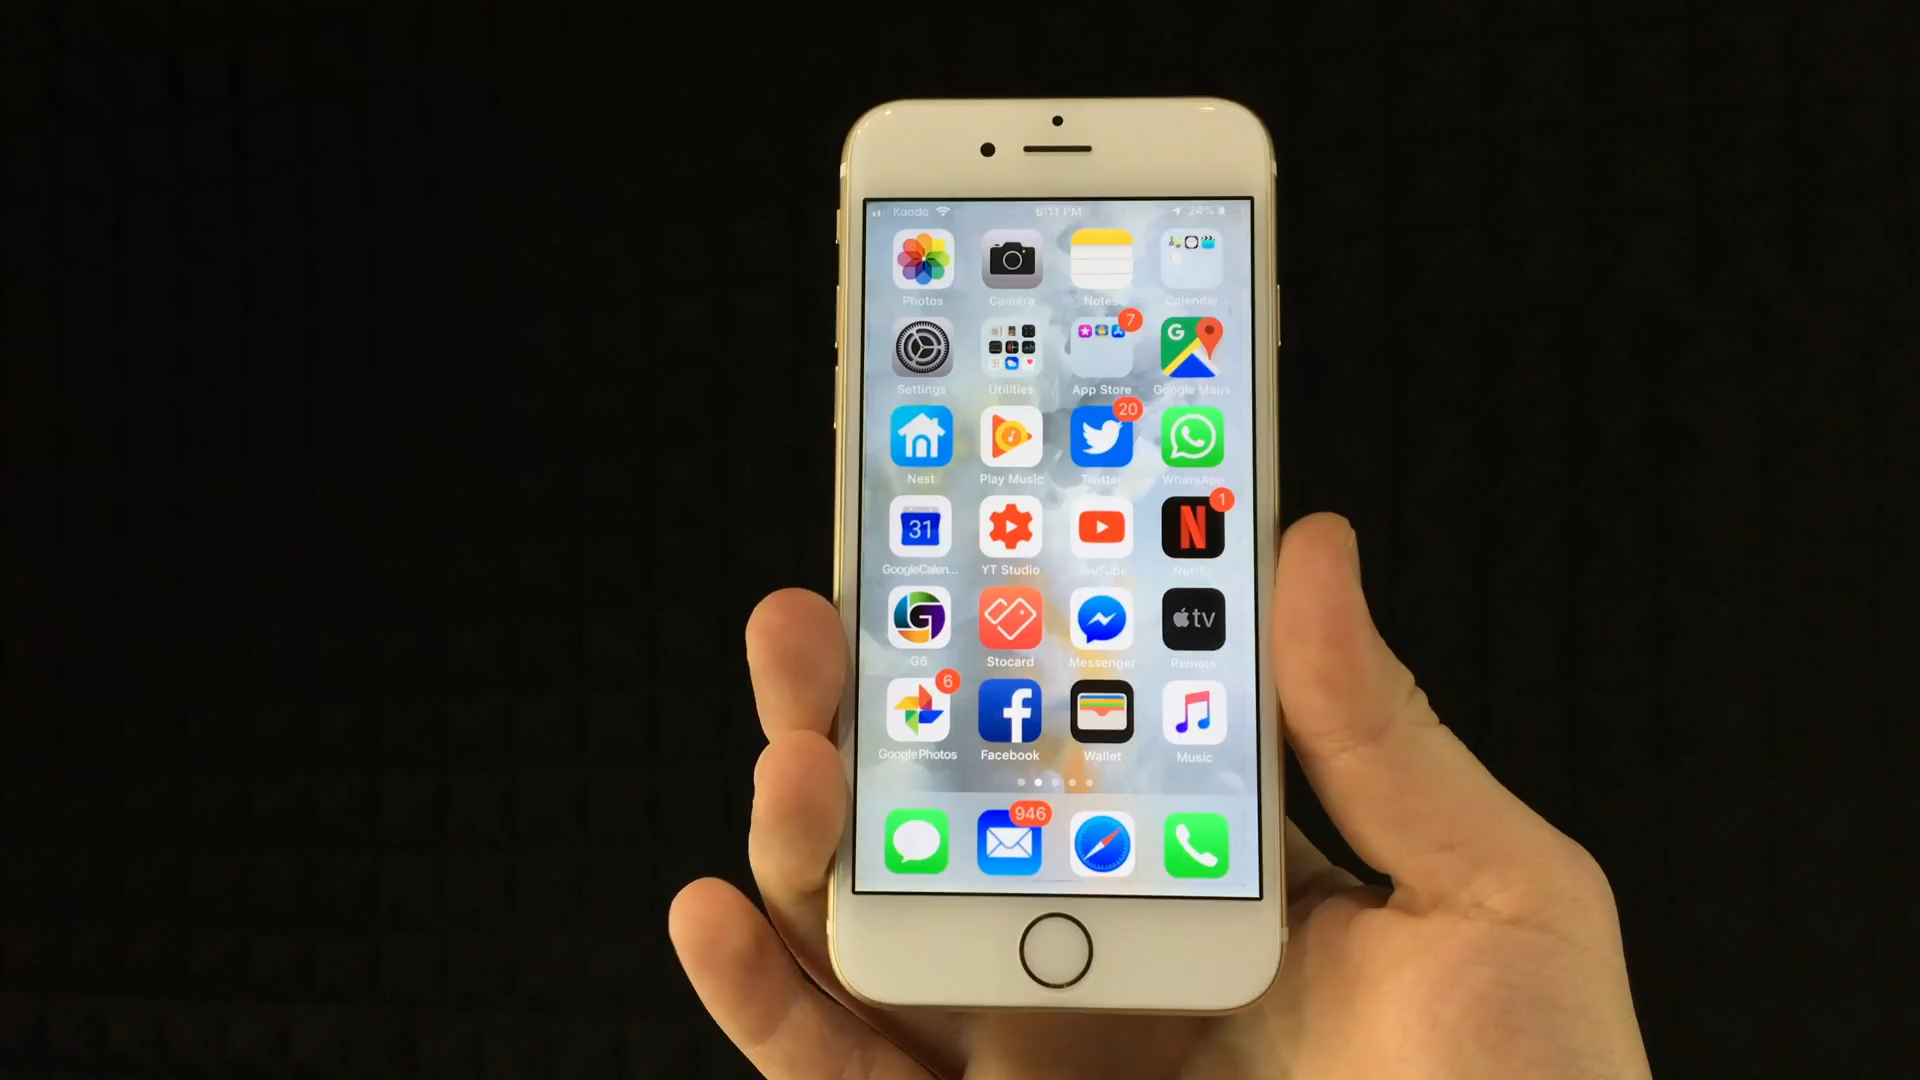 Koodo 6:11 PM 24%
Photos Camera Notes Calendar
7
Settings Utilities App Store Google Maps
20
Nest Play Music Twitter WhatsApp
31 1
GoogleCalen... YT Studio YouTube Netflix
tv
G6 Stocard Messenger Remote
6
Google Photos Facebook Wallet Music
946